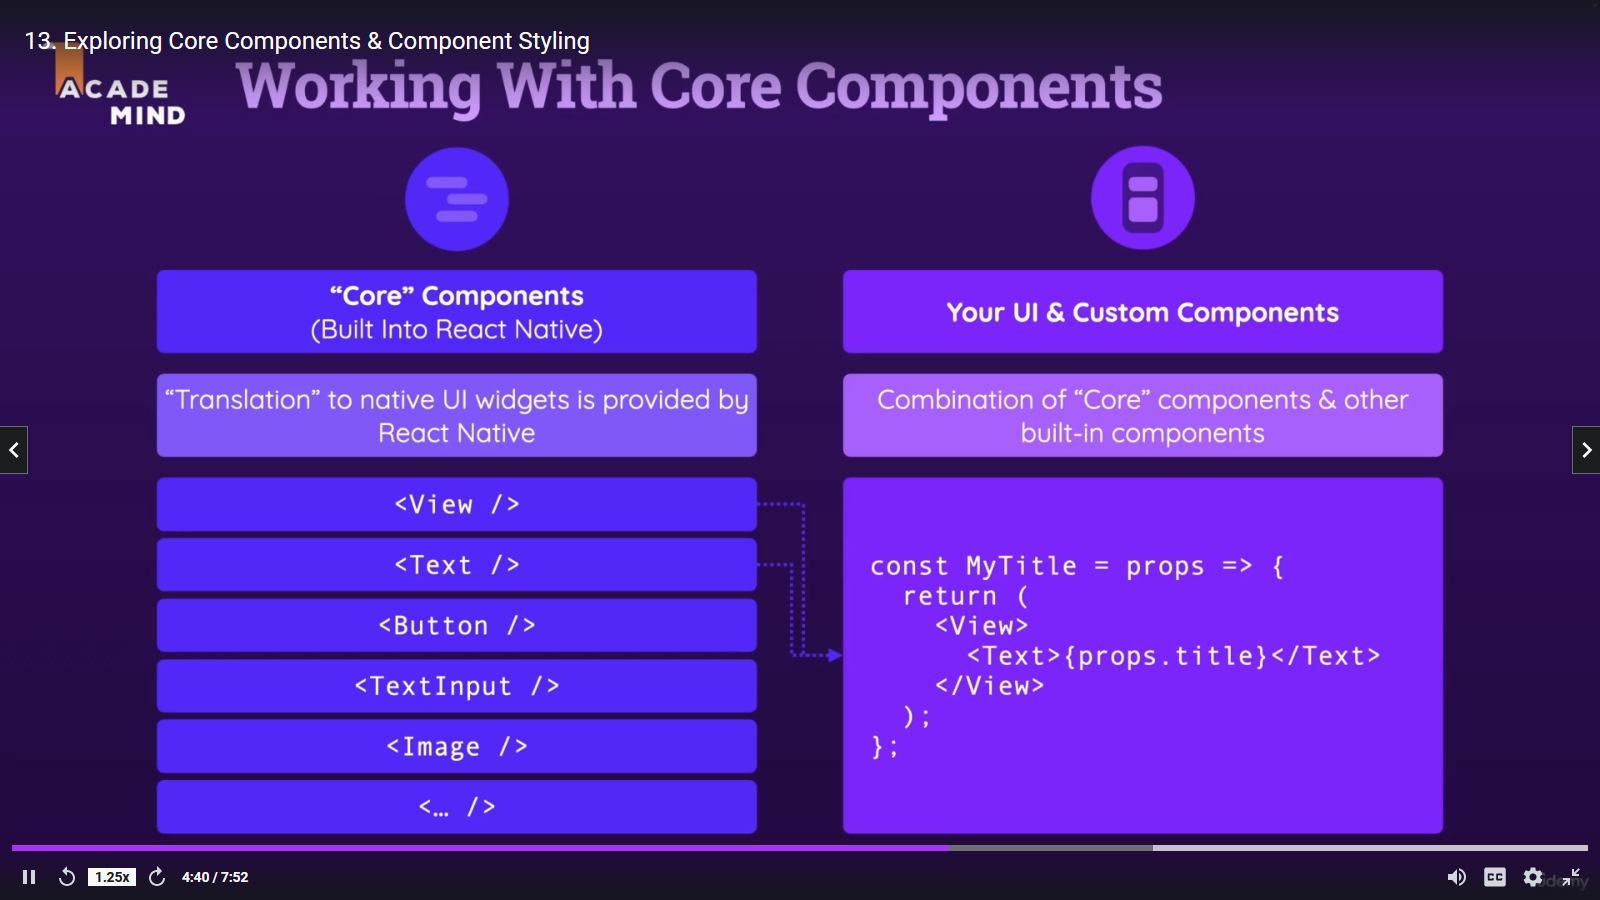 13. Exploring Core Components & Component Styling
ACADE
MIND
Working With Core Components
“Core” Components
(Built Into React Native)
“Translation” to native UI widgets is provided by
React Native
<View />
<Text />
<Button />
<TextInput />
<Image />
<… />
Your UI & Custom Components
Combination of “Core” components & other
built-in components
const MyTitle = props => {
  return (
    <View>
      <Text>{props.title}</Text>
    </View>
  );
};
1.25x
4:40 / 7:52
CC
udemy